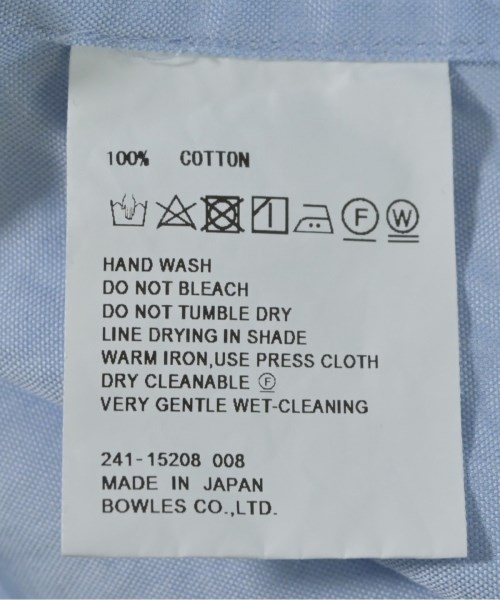 100% COTTON
F W
HAND WASH
DO NOT BLEACH
DO NOT TUMBLE DRY
LINE DRYING IN SHADE
WARM IRON,USE PRESS CLOTH
DRY CLEANABLE Ⓕ
VERY GENTLE WET-CLEANING
241-15208 008
MADE IN JAPAN
BOWLES CO.,LTD.